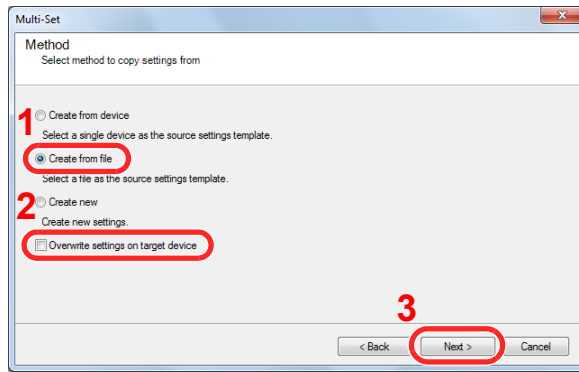 Multi-Set
x
Method
Select method to copy settings from
1
Create from device
Select a single device as the source settings template.
Create from file
Select a file as the source settings template.
2
Create new
Create new settings.
Overwrite settings on target device
3
< Back Next > Cancel